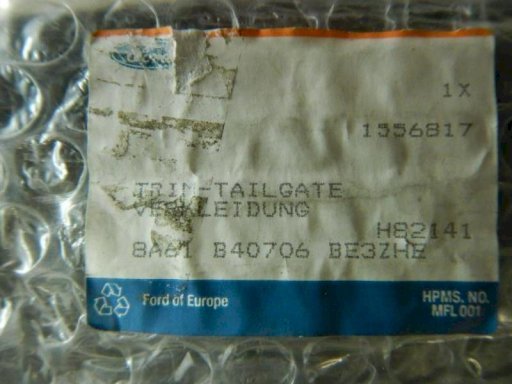 1X
1556817
TRIM-TAILGATE
VERKLEIDUNG
H82141
8A61 B40706 BE3ZHE
Ford of Europe
HPMS. NO.
MFL 001